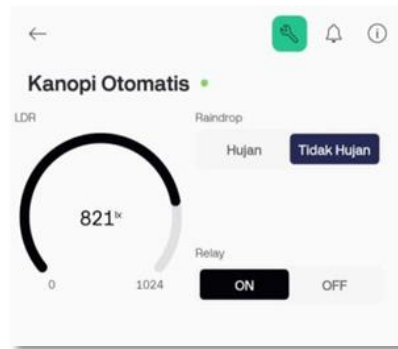 Kanopi Otomatis
LDR
Raindrop
Hujan Tidak Hujan
821lx
Relay
0 1024
ON OFF